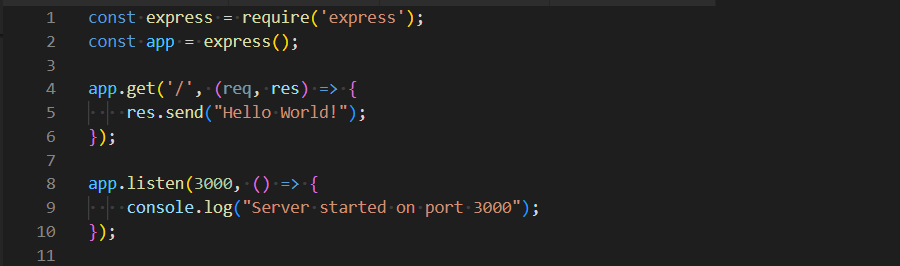 1 const express = require('express');
2 const app = express();
3
4 app.get('/', (req, res) => {
5     res.send("Hello World!");
6 });
7
8 app.listen(3000, () => {
9     console.log("Server started on port 3000");
10 });
11